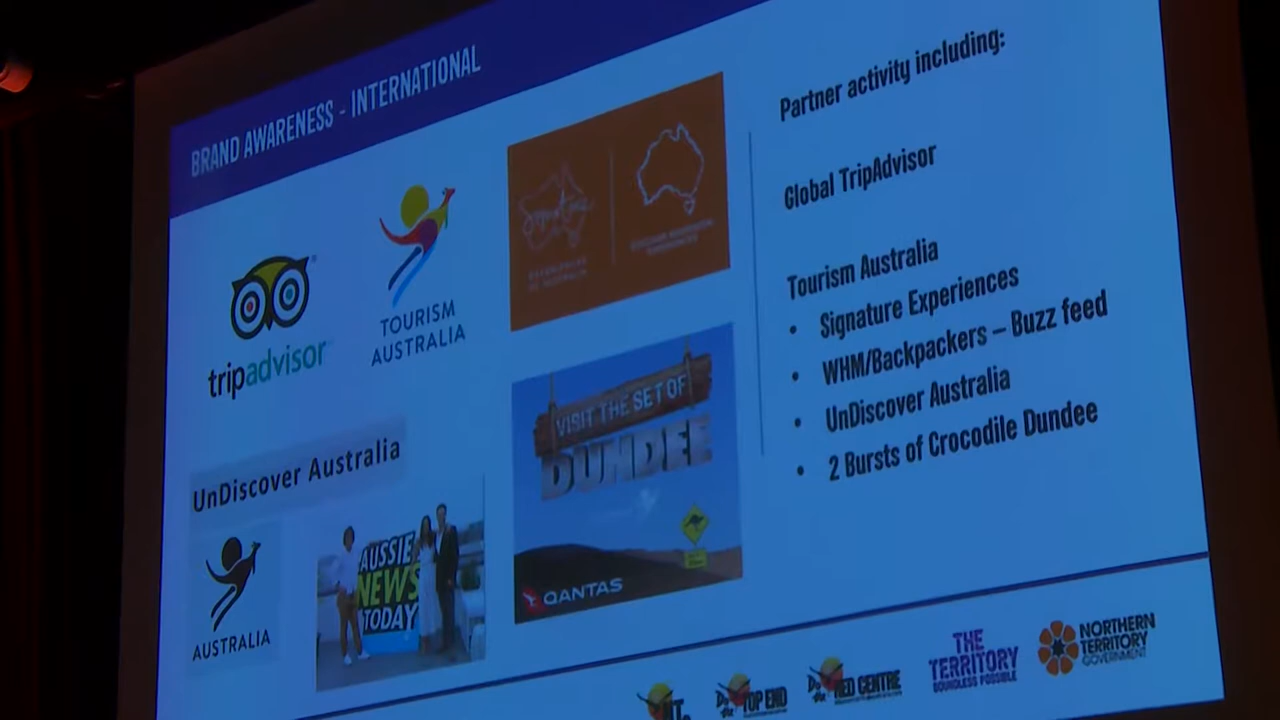 BRAND AWARENESS - INTERNATIONAL
tripadvisor
TOURISM
AUSTRALIA
Signature
VISIT THE SET OF
DUNDEE
QANTAS
UnDiscover Australia
AUSTRALIA
AUSSIE
NEWS
TODAY
Partner activity including:
Global TripAdvisor
Tourism Australia
• Signature Experiences
• WHM/Backpackers – Buzz feed
• UnDiscover Australia
• 2 Bursts of Crocodile Dundee
NT
TOP END
RED CENTRE
THE
TERRITORY
BOUNDLESS POSSIBLE
NORTHERN
TERRITORY
GOVERNMENT